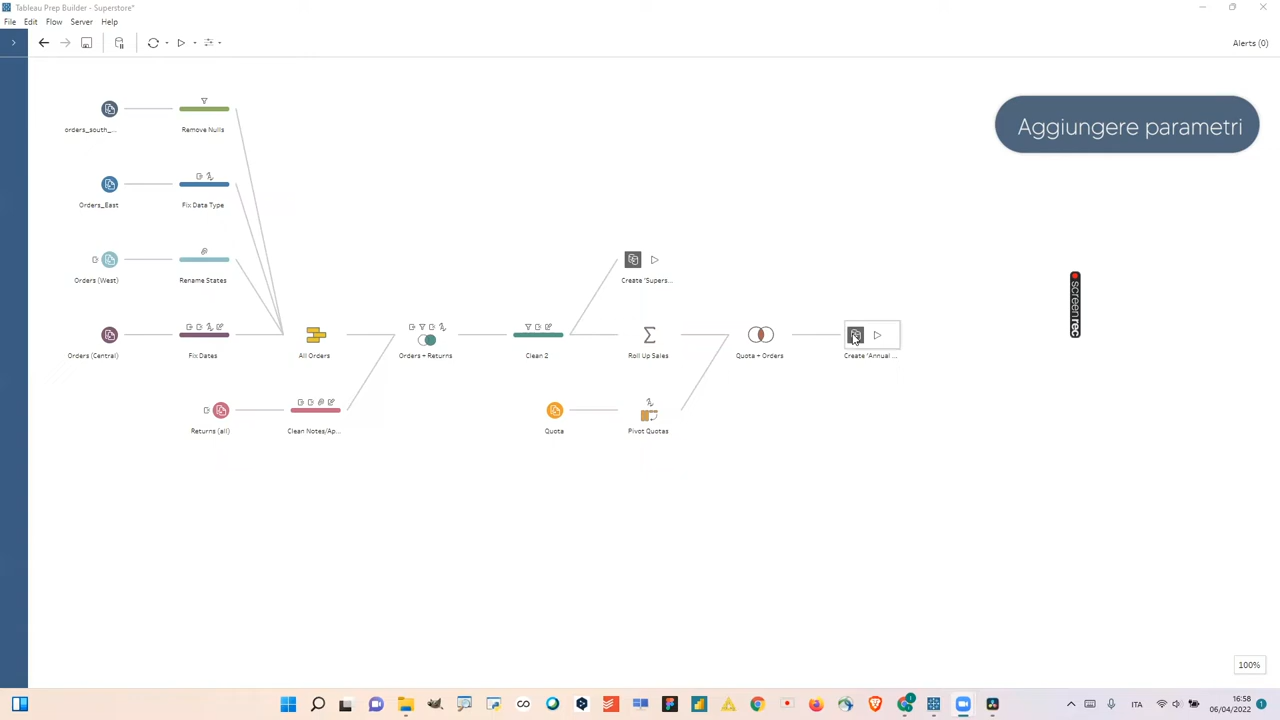 Tableau Prep Builder - Superstore*
File Edit Flow Server Help
Alerts (0)
Aggiungere parametri
orders_south_...
Remove Nulls
Orders_East
Fix Data Type
Orders (West)
Rename States
Create 'Supers...
Orders (Central)
Fix Dates
All Orders
Orders + Returns
Clean 2
Roll Up Sales
Quota + Orders
Create 'Annual ...
Returns (all)
Clean Notes/Ap...
Quota
Pivot Quotas
screenrec
100%
ITA
16:58
06/04/2022